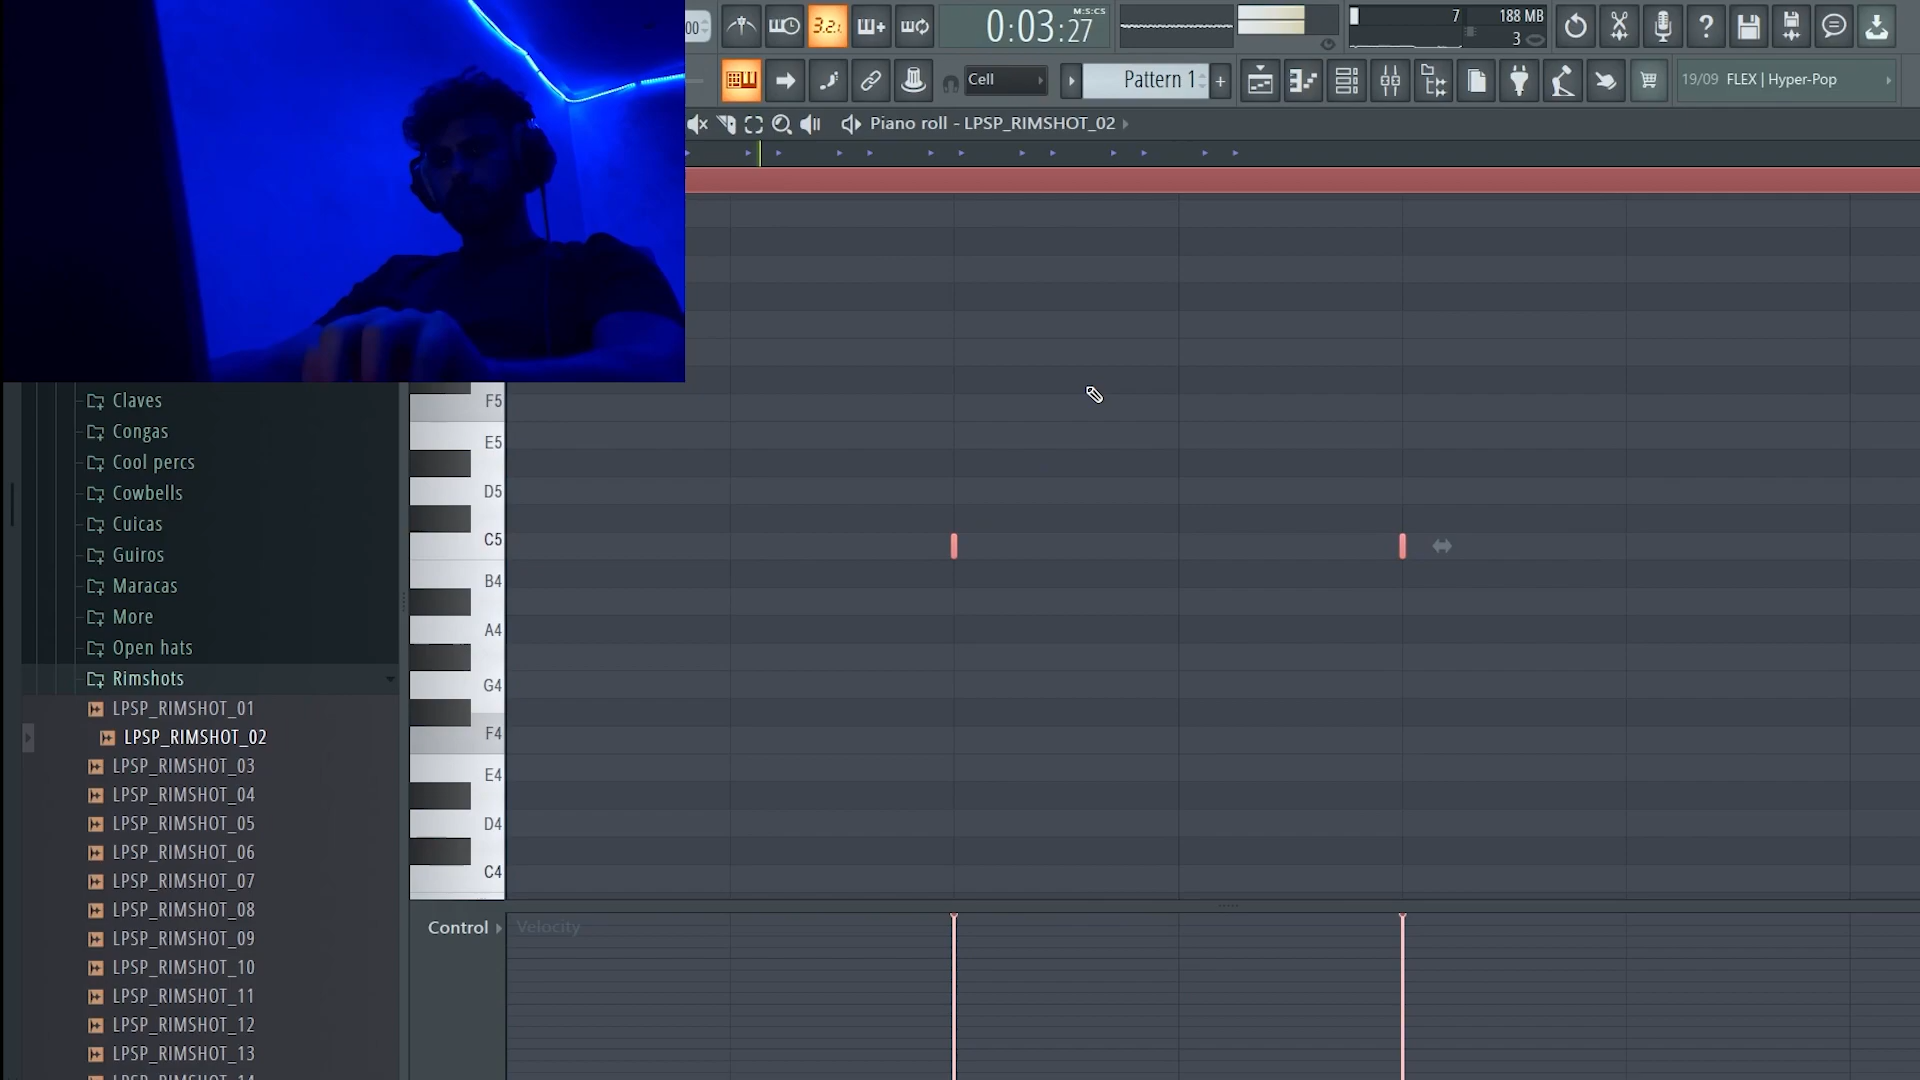 00
3.2.
0:03:27
M:S:CS
7
188 MB
3
Cell
Pattern 1
+
19/09 FLEX | Hyper-Pop
Piano roll - LPSP_RIMSHOT_02
Claves
Congas
Cool percs
Cowbells
Cuicas
Guiros
Maracas
More
Open hats
Rimshots
LPSP_RIMSHOT_01
LPSP_RIMSHOT_02
LPSP_RIMSHOT_03
LPSP_RIMSHOT_04
LPSP_RIMSHOT_05
LPSP_RIMSHOT_06
LPSP_RIMSHOT_07
LPSP_RIMSHOT_08
LPSP_RIMSHOT_09
LPSP_RIMSHOT_10
LPSP_RIMSHOT_11
LPSP_RIMSHOT_12
LPSP_RIMSHOT_13
F5
E5
D5
C5
B4
A4
G4
F4
E4
D4
C4
Control
Velocity